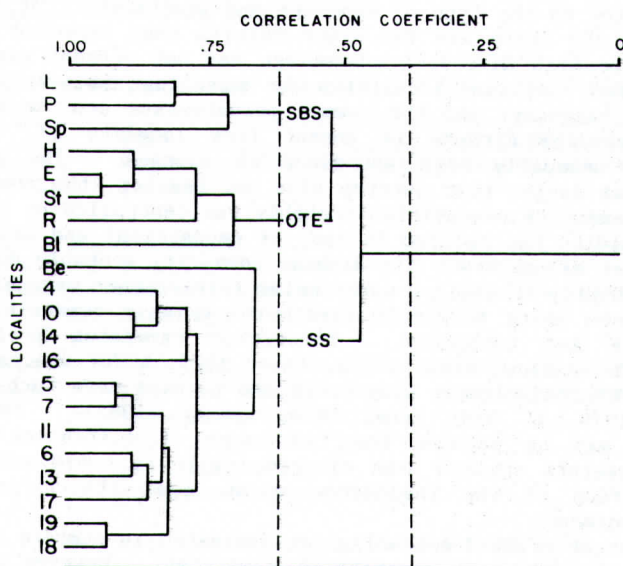 CORRELATION COEFFICIENT
1.00 .75 .50 .25 0
LOCALITIES
L
P
SBS
Sp
H
E
St
OTE
R
Bl
Be
4
10
14
SS
16
5
7
11
6
13
17
19
18